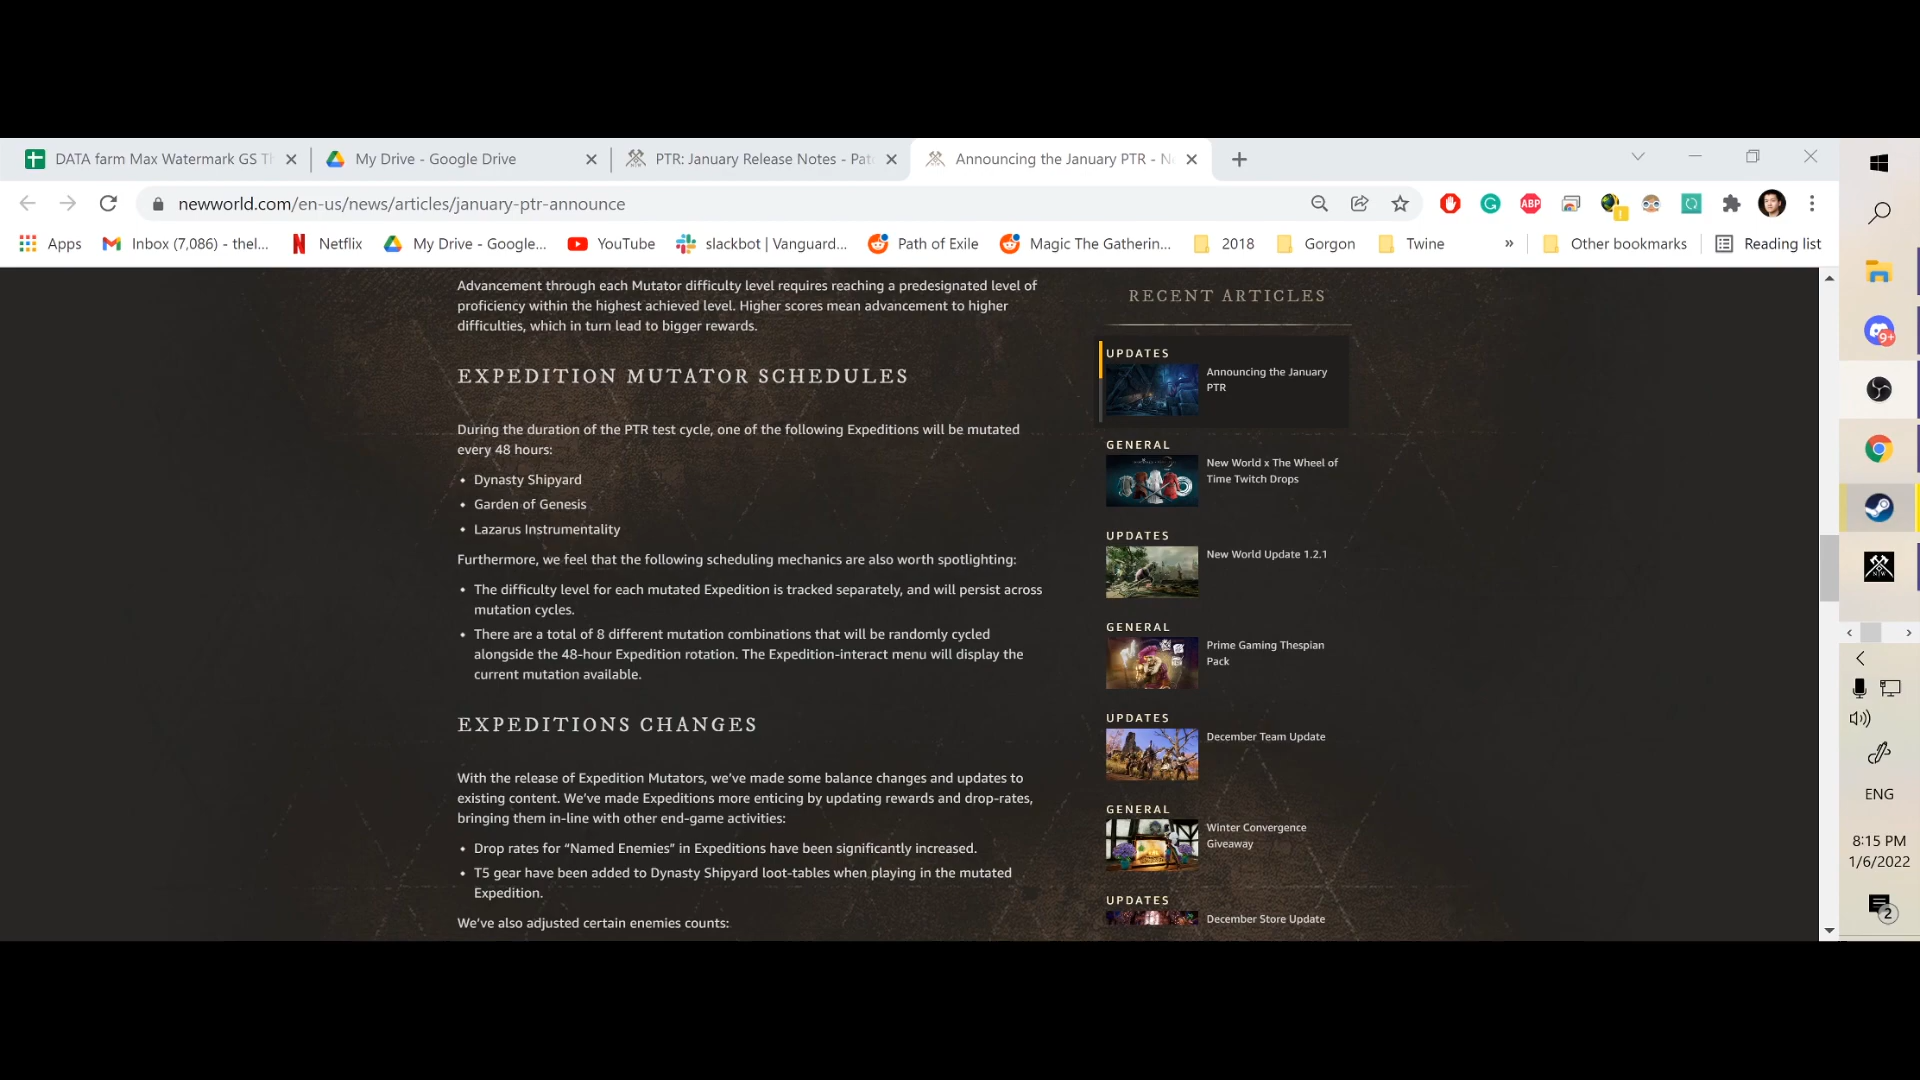 DATA farm Max Watermark GS Th
My Drive - Google Drive
PTR: January Release Notes - Pat
Announcing the January PTR - N
newworld.com/en-us/news/articles/january-ptr-announce
ABP
Apps
Inbox (7,086) - thel...
Netflix
My Drive - Google...
YouTube
slackbot | Vanguard...
Path of Exile
Magic The Gatherin...
2018
Gorgon
Twine
»
Other bookmarks
Reading list
Advancement through each Mutator difficulty level requires reaching a predesignated level of
proficiency within the highest achieved level. Higher scores mean advancement to higher
difficulties, which in turn lead to bigger rewards.
EXPEDITION MUTATOR SCHEDULES
During the duration of the PTR test cycle, one of the following Expeditions will be mutated
every 48 hours:
• Dynasty Shipyard
• Garden of Genesis
• Lazarus Instrumentality
Furthermore, we feel that the following scheduling mechanics are also worth spotlighting:
• The difficulty level for each mutated Expedition is tracked separately, and will persist across
mutation cycles.
• There are a total of 8 different mutation combinations that will be randomly cycled
alongside the 48-hour Expedition rotation. The Expedition-interact menu will display the
current mutation available.
EXPEDITIONS CHANGES
With the release of Expedition Mutators, we've made some balance changes and updates to
existing content. We've made Expeditions more enticing by updating rewards and drop-rates,
bringing them in-line with other end-game activities:
• Drop rates for “Named Enemies” in Expeditions have been significantly increased.
• T5 gear have been added to Dynasty Shipyard loot-tables when playing in the mutated
Expedition.
We've also adjusted certain enemies counts:
RECENT ARTICLES
UPDATES
Announcing the January
PTR
GENERAL
New World x The Wheel of
Time Twitch Drops
UPDATES
New World Update 1.2.1
GENERAL
Prime Gaming Thespian
Pack
UPDATES
December Team Update
GENERAL
Winter Convergence
Giveaway
UPDATES
December Store Update
9+
ENG
8:15 PM
1/6/2022
2